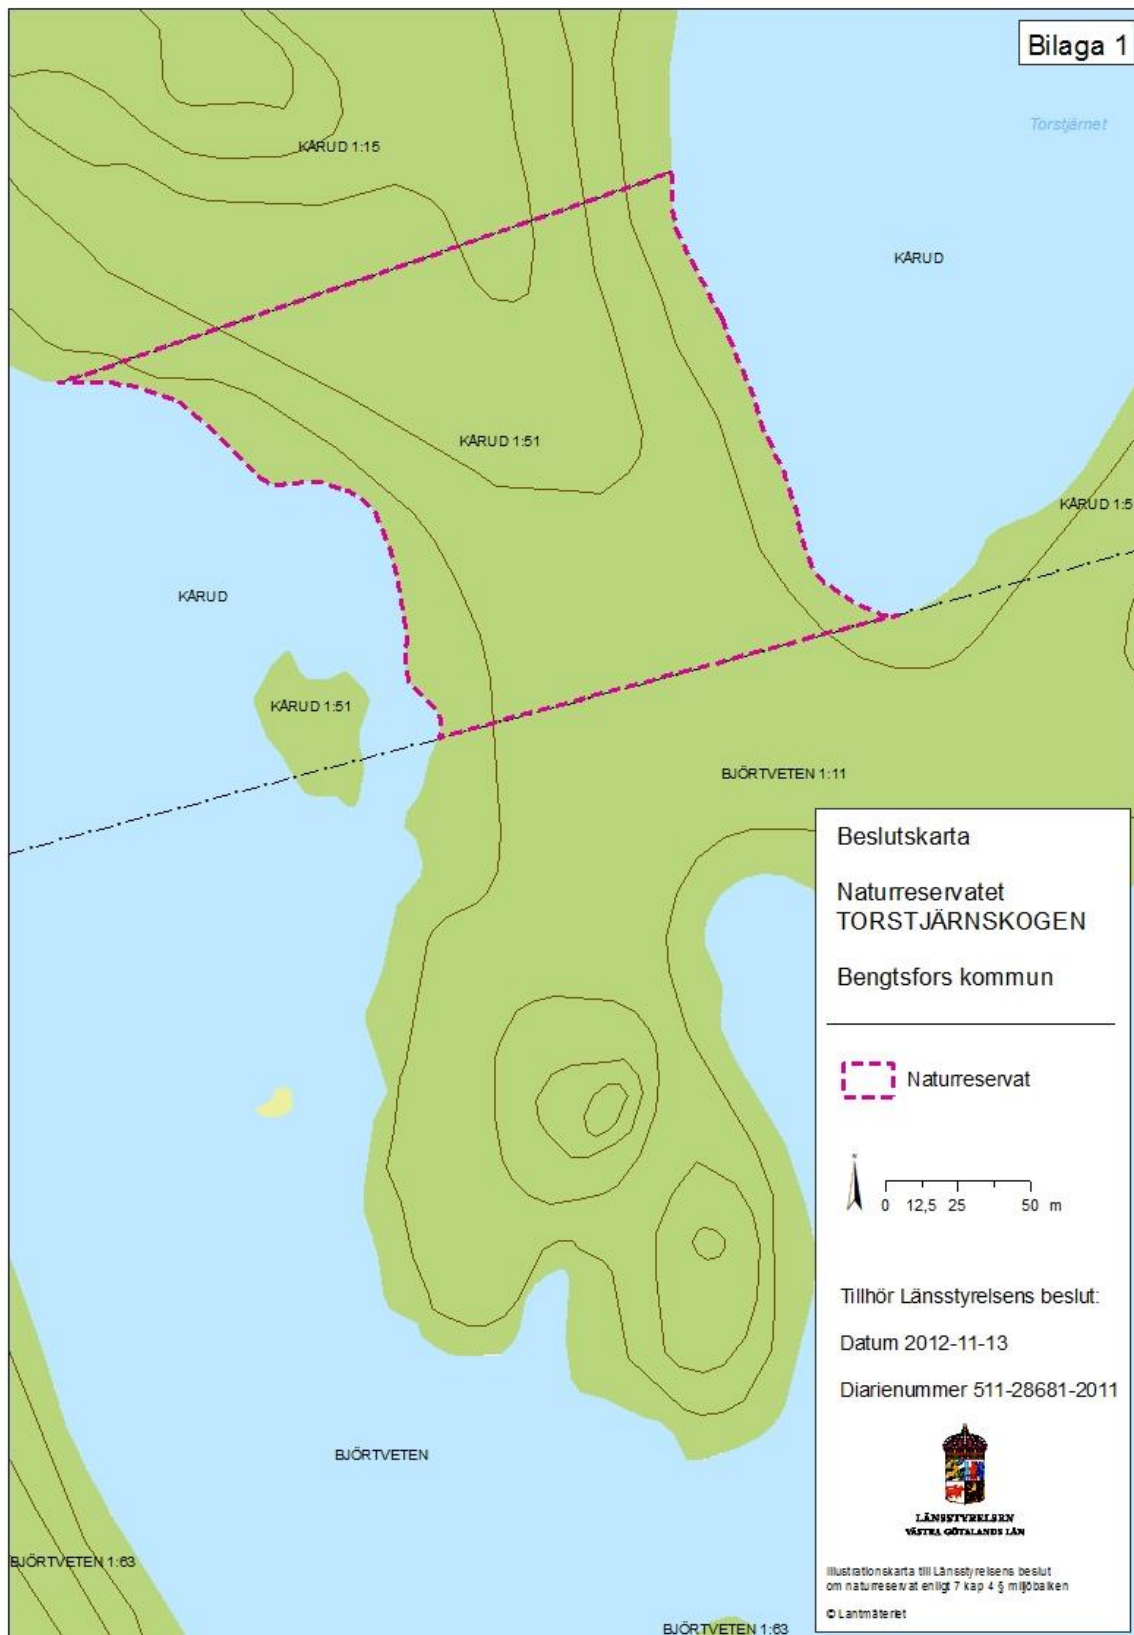 Bilaga 1
Torstjärnet
KÅRUD 1:15
KÅRUD
KÅRUD 1:51
KÅRUD 1:5
KÅRUD
KÅRUD 1:51
BJÖRTVETEN 1:11
Beslutskarta
Naturreservatet
TORSTJÄRNSKOGEN
Bengtsfors kommun
Naturreservat
N
0 12,5 25 50 m
Tillhör Länsstyrelsens beslut:
Datum 2012-11-13
Diarienummer 511-28681-2011
LÄNSSTYRELSEN
VÄSTRA GÖTALANDS LÄN
Illustrationskarta till Länsstyrelsens beslut
om naturreservat enligt 7 kap 4 § miljöbalken
© Lantmäteriet
BJÖRTVETEN
BJÖRTVETEN 1:63
BJÖRTVETEN 1:63